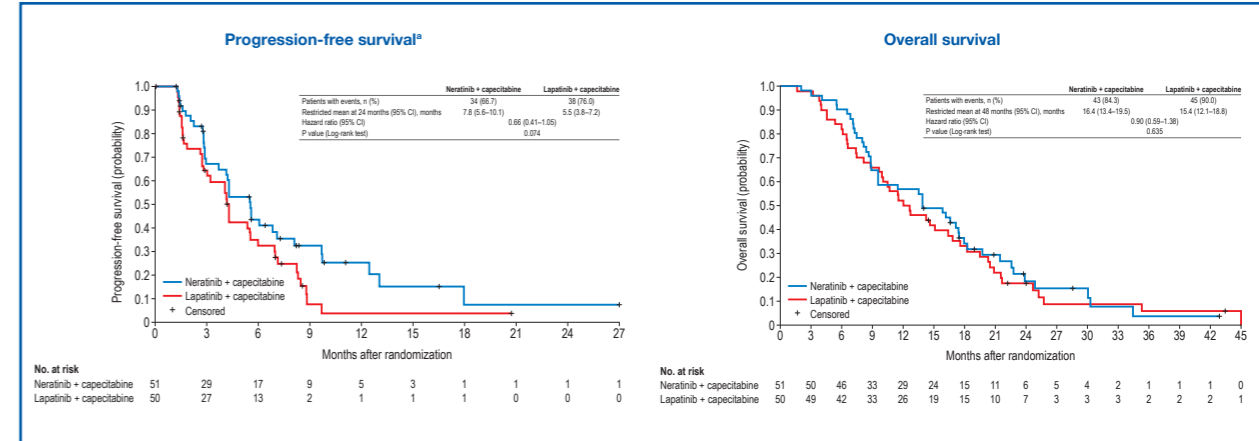 Progression-free survivalᵃ
Neratinib + capecitabine Lapatinib + capecitabine
Patients with events, n (%) 34 (66.7) 38 (76.0)
Restricted mean at 24 months (95% CI), months 7.8 (5.6–10.1) 5.5 (3.8–7.2)
Hazard ratio (95% CI) 0.66 (0.41–1.05)
P value (Log-rank test) 0.074
Progression-free survival (probability)
1.0
0.9
0.8
0.7
0.6
0.5
0.4
0.3
0.2
0.1
0
Neratinib + capecitabine
Lapatinib + capecitabine
+ Censored
0 3 6 9 12 15 18 21 24 27
Months after randomization
No. at risk
Neratinib + capecitabine 51 29 17 9 5 3 1 1 1 1
Lapatinib + capecitabine 50 27 13 2 1 1 1 0 0 0
Overall survival
Neratinib + capecitabine Lapatinib + capecitabine
Patients with events, n (%) 43 (84.3) 45 (90.0)
Restricted mean at 48 months (95% CI), months 16.4 (13.4–19.5) 15.4 (12.1–18.8)
Hazard ratio (95% CI) 0.90 (0.59–1.38)
P value (Log-rank test) 0.635
Overall survival (probability)
1.0
0.9
0.8
0.7
0.6
0.5
0.4
0.3
0.2
0.1
0
Neratinib + capecitabine
Lapatinib + capecitabine
+ Censored
0 3 6 9 12 15 18 21 24 27 30 33 36 39 42 45
Months after randomization
No. at risk
Neratinib + capecitabine 51 50 46 33 29 24 15 11 6 5 4 2 1 1 1 0
Lapatinib + capecitabine 50 49 42 33 26 19 15 10 7 3 3 3 2 2 2 1